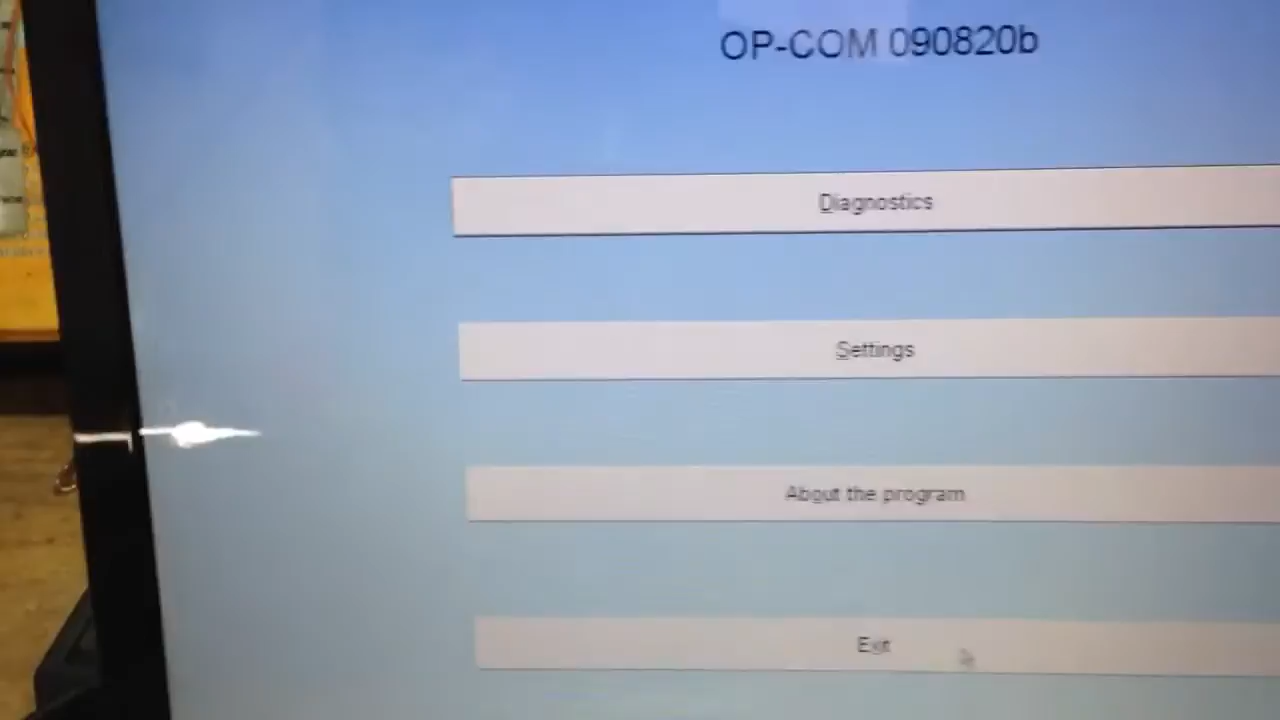 OP-COM 090820b
Diagnostics
Settings
About the program
Exit